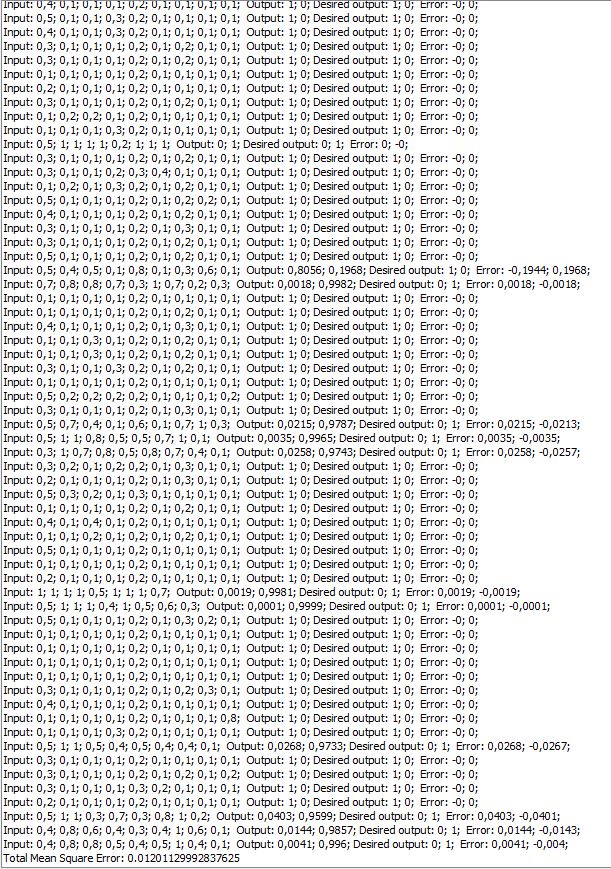 Input: 0,4; 0,1; 0,1; 0,1; 0,2; 0,1; 0,1; 0,1; 0,1; Output: 1; 0; Desired output: 1; 0; Error: -0; 0;
Input: 0,5; 0,1; 0,1; 0,3; 0,2; 0,1; 0,1; 0,1; 0,1; Output: 1; 0; Desired output: 1; 0; Error: -0; 0;
Input: 0,4; 0,1; 0,1; 0,1; 0,2; 0,1; 0,2; 0,1; 0,1; Output: 1; 0; Desired output: 1; 0; Error: -0; 0;
Input: 0,3; 0,1; 0,1; 0,1; 0,2; 0,1; 0,2; 0,1; 0,1; Output: 1; 0; Desired output: 1; 0; Error: -0; 0;
Input: 0,3; 0,1; 0,1; 0,1; 0,2; 0,1; 0,2; 0,1; 0,1; Output: 1; 0; Desired output: 1; 0; Error: -0; 0;
Input: 0,1; 0,1; 0,1; 0,1; 0,2; 0,1; 0,1; 0,1; 0,1; Output: 1; 0; Desired output: 1; 0; Error: -0; 0;
Input: 0,2; 0,1; 0,1; 0,1; 0,2; 0,1; 0,1; 0,1; 0,1; Output: 1; 0; Desired output: 1; 0; Error: -0; 0;
Input: 0,3; 0,1; 0,1; 0,1; 0,2; 0,1; 0,2; 0,1; 0,1; Output: 1; 0; Desired output: 1; 0; Error: -0; 0;
Input: 0,1; 0,2; 0,2; 0,1; 0,2; 0,1; 0,1; 0,1; 0,1; Output: 1; 0; Desired output: 1; 0; Error: -0; 0;
Input: 0,1; 0,1; 0,1; 0,3; 0,2; 0,1; 0,1; 0,1; 0,1; Output: 1; 0; Desired output: 1; 0; Error: -0; 0;
Input: 0,5; 1; 1; 1; 1; 0,2; 1; 1; 1; Output: 0; 1; Desired output: 0; 1; Error: 0; -0;
Input: 0,3; 0,1; 0,1; 0,1; 0,2; 0,1; 0,2; 0,1; 0,1; Output: 1; 0; Desired output: 1; 0; Error: -0; 0;
Input: 0,3; 0,1; 0,1; 0,2; 0,3; 0,4; 0,1; 0,1; 0,1; Output: 1; 0; Desired output: 1; 0; Error: -0; 0;
Input: 0,1; 0,2; 0,1; 0,3; 0,2; 0,1; 0,2; 0,1; 0,1; Output: 1; 0; Desired output: 1; 0; Error: -0; 0;
Input: 0,5; 0,1; 0,1; 0,1; 0,2; 0,1; 0,2; 0,2; 0,1; Output: 1; 0; Desired output: 1; 0; Error: -0; 0;
Input: 0,4; 0,1; 0,1; 0,1; 0,2; 0,1; 0,2; 0,1; 0,1; Output: 1; 0; Desired output: 1; 0; Error: -0; 0;
Input: 0,3; 0,1; 0,1; 0,1; 0,2; 0,1; 0,3; 0,1; 0,1; Output: 1; 0; Desired output: 1; 0; Error: -0; 0;
Input: 0,3; 0,1; 0,1; 0,1; 0,2; 0,1; 0,2; 0,1; 0,1; Output: 1; 0; Desired output: 1; 0; Error: -0; 0;
Input: 0,5; 0,1; 0,1; 0,1; 0,2; 0,1; 0,2; 0,1; 0,1; Output: 1; 0; Desired output: 1; 0; Error: -0; 0;
Input: 0,5; 0,4; 0,5; 0,1; 0,8; 0,1; 0,3; 0,6; 0,1; Output: 0,8056; 0,1968; Desired output: 1; 0; Error: -0,1944; 0,1968;
Input: 0,7; 0,8; 0,8; 0,7; 0,3; 1; 0,7; 0,2; 0,3; Output: 0,0018; 0,9982; Desired output: 0; 1; Error: 0,0018; -0,0018;
Input: 0,1; 0,1; 0,1; 0,1; 0,2; 0,1; 0,1; 0,1; 0,1; Output: 1; 0; Desired output: 1; 0; Error: -0; 0;
Input: 0,1; 0,1; 0,1; 0,1; 0,2; 0,1; 0,2; 0,1; 0,1; Output: 1; 0; Desired output: 1; 0; Error: -0; 0;
Input: 0,4; 0,1; 0,1; 0,1; 0,2; 0,1; 0,3; 0,1; 0,1; Output: 1; 0; Desired output: 1; 0; Error: -0; 0;
Input: 0,1; 0,1; 0,3; 0,1; 0,2; 0,1; 0,2; 0,1; 0,1; Output: 1; 0; Desired output: 1; 0; Error: -0; 0;
Input: 0,1; 0,1; 0,3; 0,1; 0,2; 0,1; 0,2; 0,1; 0,1; Output: 1; 0; Desired output: 1; 0; Error: -0; 0;
Input: 0,3; 0,1; 0,1; 0,3; 0,2; 0,1; 0,2; 0,1; 0,1; Output: 1; 0; Desired output: 1; 0; Error: -0; 0;
Input: 0,1; 0,1; 0,1; 0,1; 0,2; 0,1; 0,1; 0,1; 0,1; Output: 1; 0; Desired output: 1; 0; Error: -0; 0;
Input: 0,5; 0,2; 0,2; 0,2; 0,2; 0,1; 0,1; 0,1; 0,2; Output: 1; 0; Desired output: 1; 0; Error: -0; 0;
Input: 0,3; 0,1; 0,1; 0,1; 0,2; 0,1; 0,1; 0,1; 0,1; Output: 1; 0; Desired output: 1; 0; Error: -0; 0;
Input: 0,5; 0,7; 0,4; 0,1; 0,6; 0,1; 0,7; 1; 0,3; Output: 0,0215; 0,9787; Desired output: 0; 1; Error: 0,0215; -0,0213;
Input: 0,5; 1; 1; 0,8; 0,5; 0,5; 0,7; 1; 0,1; Output: 0,0035; 0,9965; Desired output: 0; 1; Error: 0,0035; -0,0035;
Input: 0,3; 1; 0,7; 0,8; 0,5; 0,8; 0,7; 0,4; 0,1; Output: 0,0258; 0,9743; Desired output: 0; 1; Error: 0,0258; -0,0257;
Input: 0,3; 0,2; 0,1; 0,2; 0,2; 0,1; 0,3; 0,1; 0,1; Output: 1; 0; Desired output: 1; 0; Error: -0; 0;
Input: 0,2; 0,1; 0,1; 0,1; 0,2; 0,1; 0,3; 0,1; 0,1; Output: 1; 0; Desired output: 1; 0; Error: -0; 0;
Input: 0,5; 0,3; 0,2; 0,1; 0,3; 0,1; 0,1; 0,1; 0,1; Output: 1; 0; Desired output: 1; 0; Error: -0; 0;
Input: 0,1; 0,1; 0,1; 0,1; 0,2; 0,1; 0,2; 0,1; 0,1; Output: 1; 0; Desired output: 1; 0; Error: -0; 0;
Input: 0,4; 0,1; 0,4; 0,1; 0,2; 0,1; 0,1; 0,1; 0,1; Output: 1; 0; Desired output: 1; 0; Error: -0; 0;
Input: 0,1; 0,1; 0,2; 0,1; 0,2; 0,1; 0,2; 0,1; 0,1; Output: 1; 0; Desired output: 1; 0; Error: -0; 0;
Input: 0,5; 0,1; 0,1; 0,1; 0,2; 0,1; 0,1; 0,1; 0,1; Output: 1; 0; Desired output: 1; 0; Error: -0; 0;
Input: 0,1; 0,1; 0,1; 0,1; 0,2; 0,1; 0,1; 0,1; 0,1; Output: 1; 0; Desired output: 1; 0; Error: -0; 0;
Input: 0,2; 0,1; 0,1; 0,1; 0,2; 0,1; 0,1; 0,1; 0,1; Output: 1; 0; Desired output: 1; 0; Error: -0; 0;
Input: 1; 1; 1; 1; 0,5; 1; 1; 1; 0,7; Output: 0,0019; 0,9981; Desired output: 0; 1; Error: 0,0019; -0,0019;
Input: 0,5; 1; 1; 1; 0,4; 1; 0,5; 0,6; 0,3; Output: 0,0001; 0,9999; Desired output: 0; 1; Error: 0,0001; -0,0001;
Input: 0,5; 0,1; 0,1; 0,1; 0,2; 0,1; 0,3; 0,2; 0,1; Output: 1; 0; Desired output: 1; 0; Error: -0; 0;
Input: 0,1; 0,1; 0,1; 0,1; 0,2; 0,1; 0,1; 0,1; 0,1; Output: 1; 0; Desired output: 1; 0; Error: -0; 0;
Input: 0,1; 0,1; 0,1; 0,1; 0,2; 0,1; 0,1; 0,1; 0,1; Output: 1; 0; Desired output: 1; 0; Error: -0; 0;
Input: 0,1; 0,1; 0,1; 0,1; 0,2; 0,1; 0,1; 0,1; 0,1; Output: 1; 0; Desired output: 1; 0; Error: -0; 0;
Input: 0,1; 0,1; 0,1; 0,1; 0,2; 0,1; 0,1; 0,1; 0,1; Output: 1; 0; Desired output: 1; 0; Error: -0; 0;
Input: 0,3; 0,1; 0,1; 0,1; 0,2; 0,1; 0,2; 0,3; 0,1; Output: 1; 0; Desired output: 1; 0; Error: -0; 0;
Input: 0,4; 0,1; 0,1; 0,1; 0,2; 0,1; 0,1; 0,1; 0,1; Output: 1; 0; Desired output: 1; 0; Error: -0; 0;
Input: 0,1; 0,1; 0,1; 0,1; 0,2; 0,1; 0,1; 0,1; 0,8; Output: 1; 0; Desired output: 1; 0; Error: -0; 0;
Input: 0,1; 0,1; 0,1; 0,3; 0,2; 0,1; 0,1; 0,1; 0,1; Output: 1; 0; Desired output: 1; 0; Error: -0; 0;
Input: 0,5; 1; 1; 0,5; 0,4; 0,5; 0,4; 0,4; 0,1; Output: 0,0268; 0,9733; Desired output: 0; 1; Error: 0,0268; -0,0267;
Input: 0,3; 0,1; 0,1; 0,1; 0,2; 0,1; 0,1; 0,1; 0,1; Output: 1; 0; Desired output: 1; 0; Error: -0; 0;
Input: 0,3; 0,1; 0,1; 0,1; 0,2; 0,1; 0,2; 0,1; 0,2; Output: 1; 0; Desired output: 1; 0; Error: -0; 0;
Input: 0,3; 0,1; 0,1; 0,1; 0,3; 0,2; 0,1; 0,1; 0,1; Output: 1; 0; Desired output: 1; 0; Error: -0; 0;
Input: 0,2; 0,1; 0,1; 0,1; 0,2; 0,1; 0,1; 0,1; 0,1; Output: 1; 0; Desired output: 1; 0; Error: -0; 0;
Input: 0,5; 1; 1; 0,3; 0,7; 0,3; 0,8; 1; 0,2; Output: 0,0403; 0,9599; Desired output: 0; 1; Error: 0,0403; -0,0401;
Input: 0,4; 0,8; 0,6; 0,4; 0,3; 0,4; 1; 0,6; 0,1; Output: 0,0144; 0,9857; Desired output: 0; 1; Error: 0,0144; -0,0143;
Input: 0,4; 0,8; 0,8; 0,5; 0,4; 0,5; 1; 0,4; 0,1; Output: 0,0041; 0,996; Desired output: 0; 1; Error: 0,0041; -0,004;
Total Mean Square Error: 0.01201129992837625